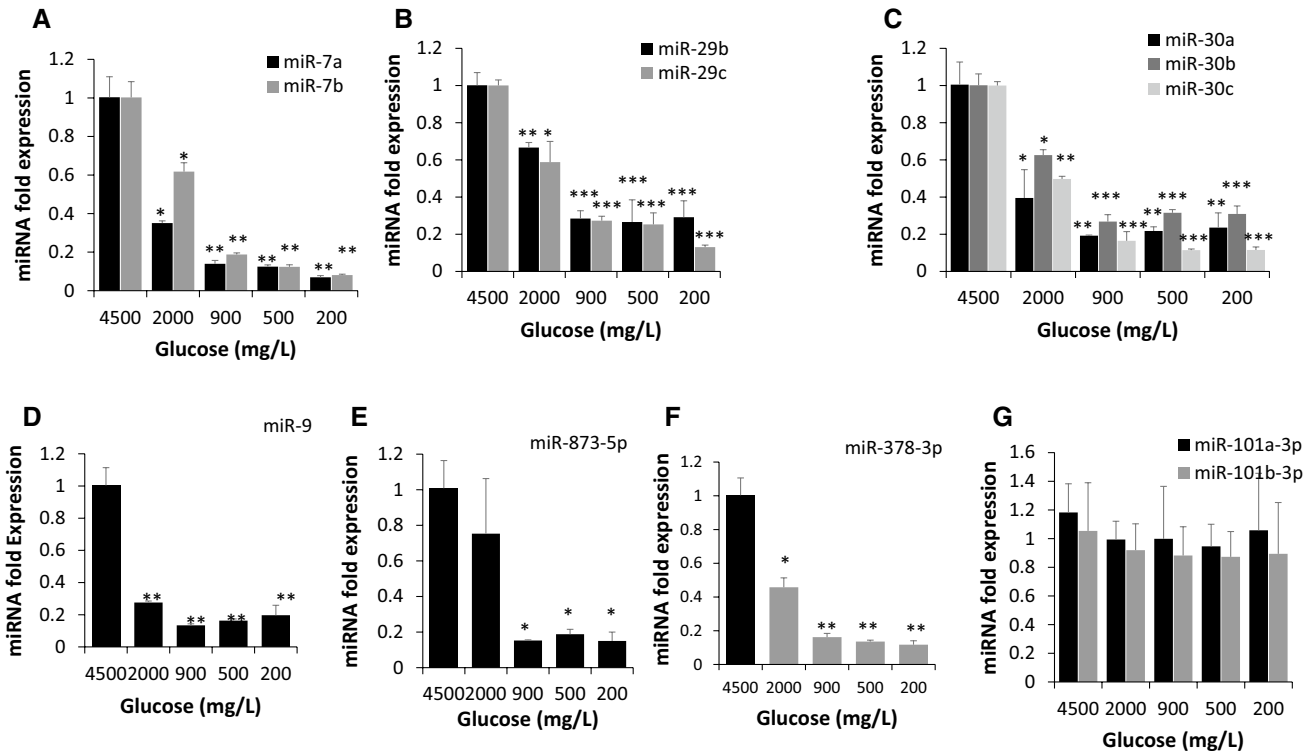 A
miRNA fold expression
1.2
1
0.8
0.6
0.4
0.2
0
miR-7a
miR-7b
*
*
**
**
**
**
**
**
4500 2000 900 500 200
Glucose (mg/L)
B
miRNA fold expression
1.2
1
0.8
0.6
0.4
0.2
0
miR-29b
miR-29c
** *
***
***
***
***
***
***
4500 2000 900 500 200
Glucose (mg/L)
C
miRNA fold expression
1.2
1
0.8
0.6
0.4
0.2
0
miR-30a
miR-30b
miR-30c
*
*
**
**
***
***
**
***
***
**
***
***
4500 2000 900 500 200
Glucose (mg/L)
D
miR-9
miRNA fold Expression
1.2
1
0.8
0.6
0.4
0.2
0
**
**
**
**
4500 2000 900 500 200
Glucose (mg/L)
E
miR-873-5p
miRNA fold expression
1.2
1
0.8
0.6
0.4
0.2
0
*
*
*
4500 2000 900 500 200
Glucose (mg/L)
F
miR-378-3p
miRNA fold expression
1.2
1
0.8
0.6
0.4
0.2
0
*
**
**
**
4500 2000 900 500 200
Glucose (mg/L)
G
miRNA fold expression
1.6
1.4
1.2
1
0.8
0.6
0.4
0.2
0
miR-101a-3p
miR-101b-3p
4500 2000 900 500 200
Glucose (mg/L)